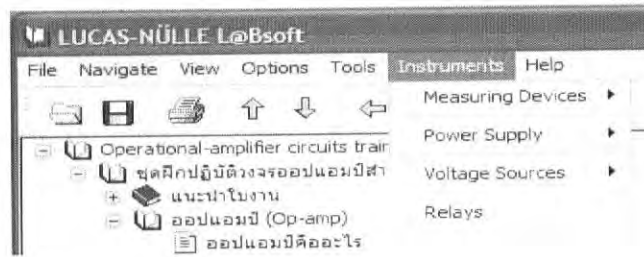 LUCAS-NÜLLE L@Bsoft
File Navigate View Options Tools Instruments Help
Measuring Devices
Power Supply
Voltage Sources
Relays
Operational-amplifier circuits train
ชุดฝึกปฏิบัติวงจรออปแอมป์สำ
แนะนำใบงาน
ออปแอมป์ (Op-amp)
ออปแอมป์คืออะไร